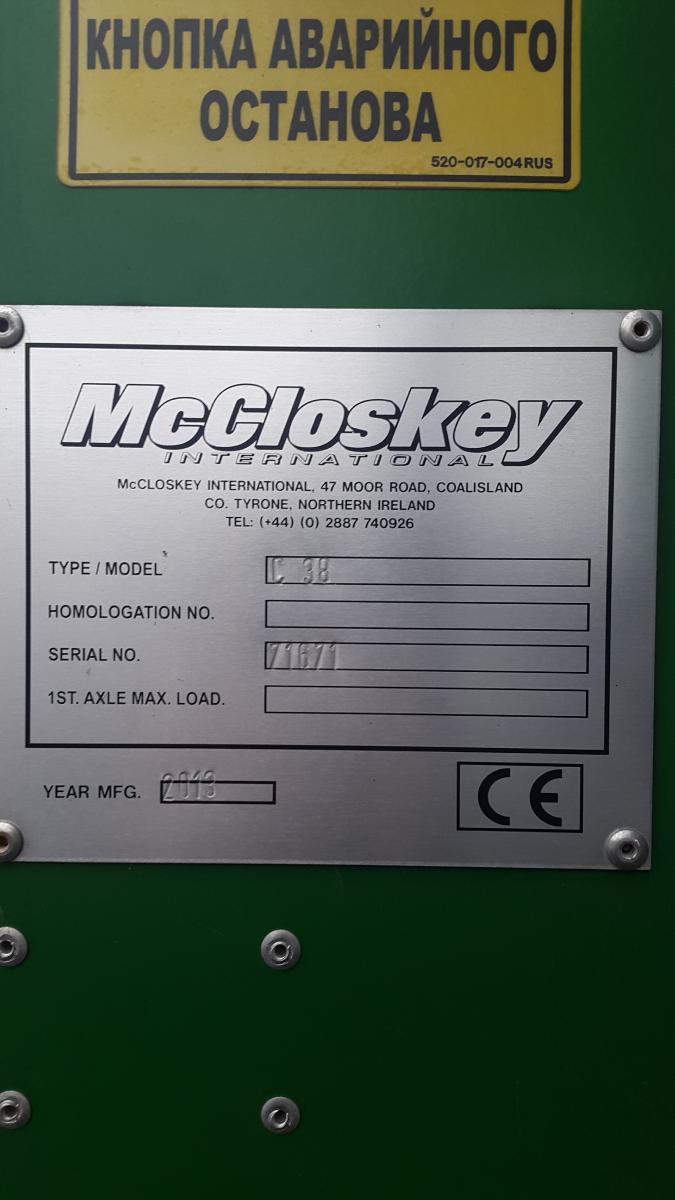 КНОПКА АВАРИЙНОГО
ОСТАНОВА
520-017-004RUS
McCloskey
INTERNATIONAL
McCLOSKEY INTERNATIONAL, 47 MOOR ROAD, COALISLAND
CO. TYRONE, NORTHERN IRELAND
TEL: (+44) (0) 2887 740926
TYPE / MODEL C 38
HOMOLOGATION NO.
SERIAL NO. 71671
1ST. AXLE MAX. LOAD.
YEAR MFG. 2013
CE